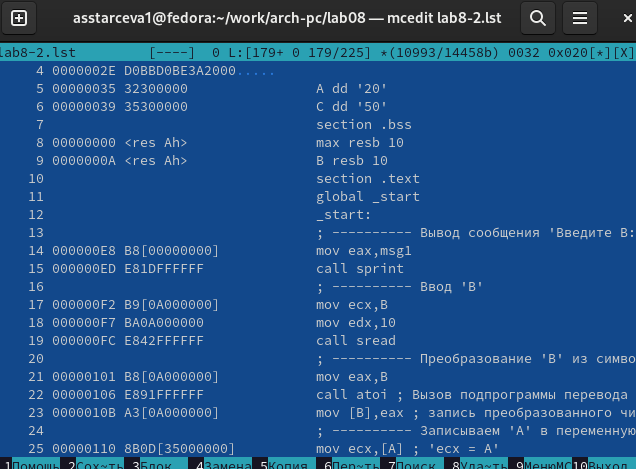 asstarceva1@fedora:~/work/arch-pc/lab08 — mcedit lab8-2.lst
lab8-2.lst [----] 0 L:[179+ 0 179/225] *(10993/14458b) 0032 0x020[*][X]
4 0000002E D0BBD0BE3A2000.....
5 00000035 32300000 A dd '20'
6 00000039 35300000 C dd '50'
7 section .bss
8 00000000 <res Ah> max resb 10
9 0000000A <res Ah> B resb 10
10 section .text
11 global _start
12 _start:
13 ; ---------- Вывод сообщения 'Введите B:
14 000000E8 B8[00000000] mov eax,msg1
15 000000ED E81DFFFFFF call sprint
16 ; ---------- Ввод 'B'
17 000000F2 B9[0A000000] mov ecx,B
18 000000F7 BA0A000000 mov edx,10
19 000000FC E842FFFFFF call sread
20 ; ---------- Преобразование 'B' из симво
21 00000101 B8[0A000000] mov eax,B
22 00000106 E891FFFFFF call atoi ; Вызов подпрограммы перевода
23 0000010B A3[0A000000] mov [B],eax ; запись преобразованного чи
24 ; ---------- Записываем 'A' в переменную
25 00000110 8B0D[35000000] mov ecx,[A] ; 'ecx = A'
1Помощь 2Сох~ть 3Блок 4Замена 5Копия 6Пер~ть 7Поиск 8Уда~ть 9МенюMC 10Выход